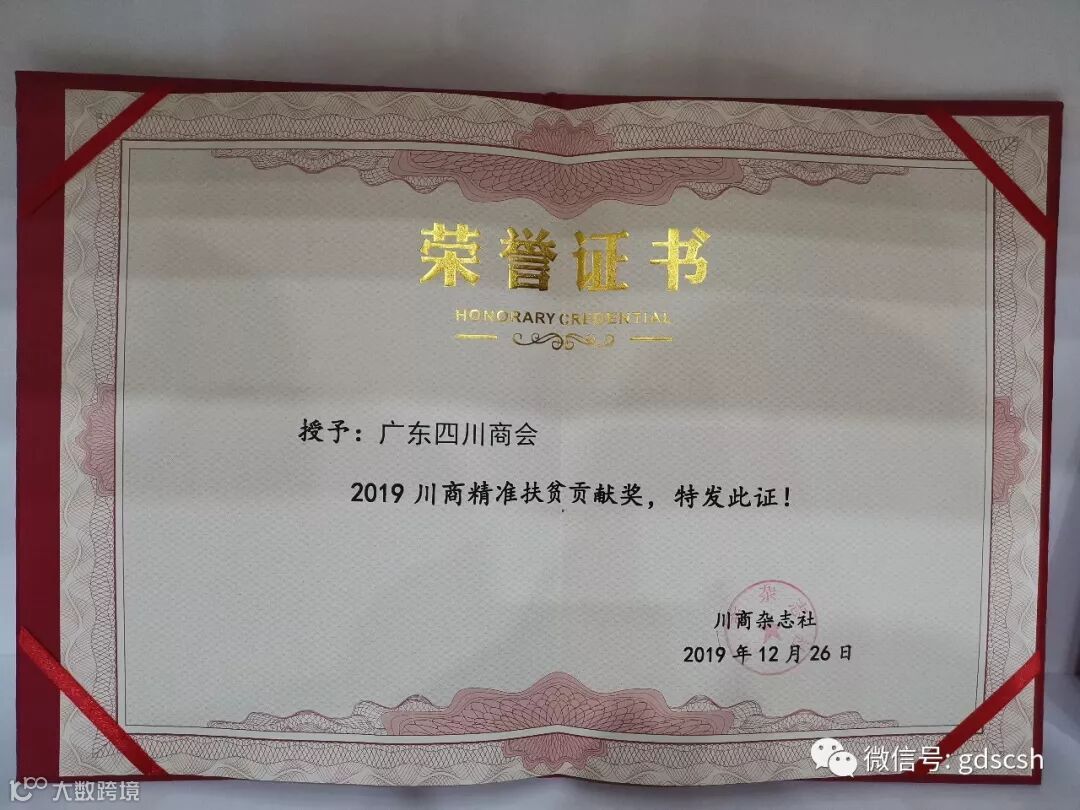 荣誉证书
HONORARY CREDENTIAL
授予：广东四川商会
2019 川商精准扶贫贡献奖，特发此证！
川商杂志社
2019 年 12 月 26 日
微信号: gdscsh
大数跨境